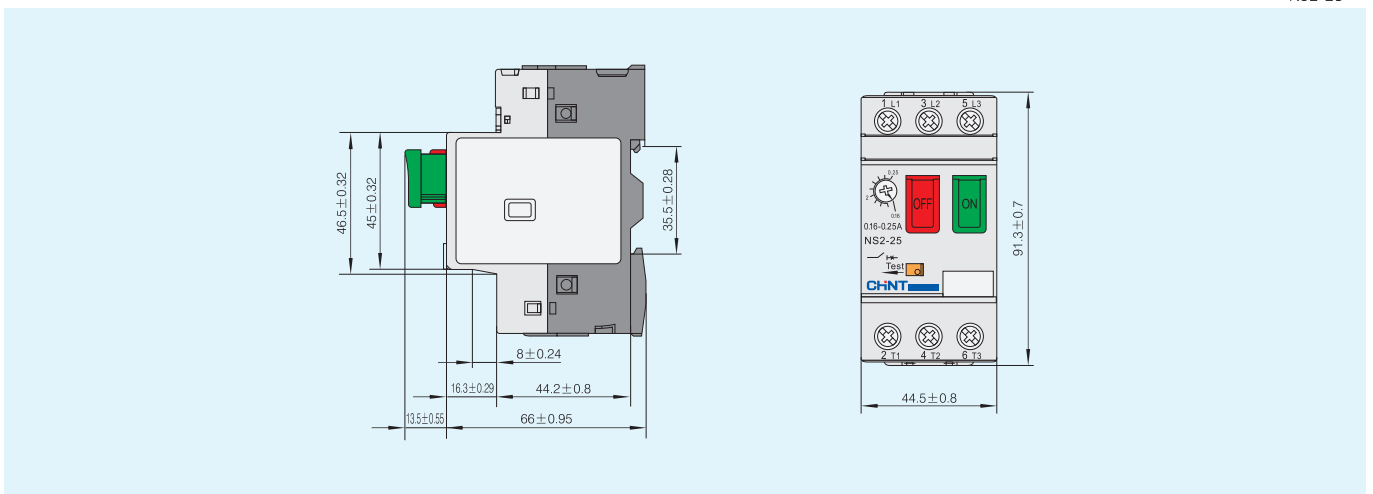 46.5±0.32
45±0.32
35.5±0.28
8±0.24
16.3±0.29
44.2±0.8
13.5±0.55
66±0.95
1 L1 3 L2 5 L3
0.25
2
0.16
0.16-0.25A
OFF
ON
NS2-25
Test
CHNT
2 T1 4 T2 6 T3
91.3±0.7
44.5±0.8